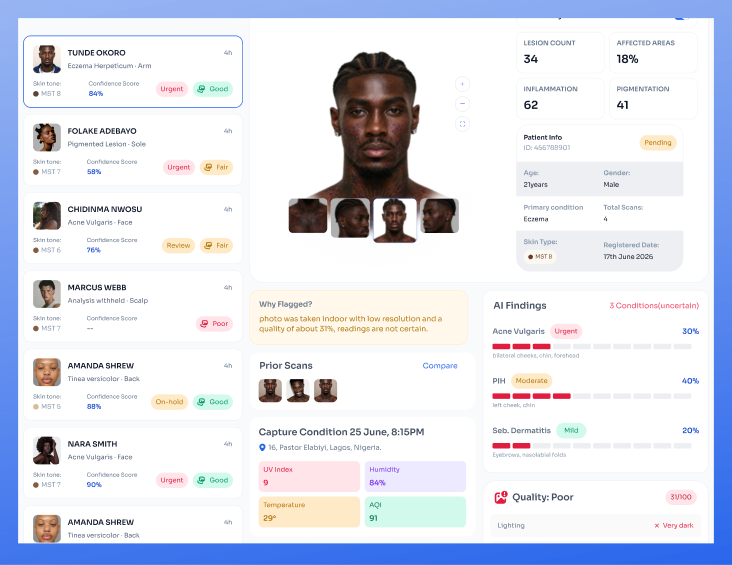 TUNDE OKORO
4h
Eczema Herpeticum · Arm
Skin tone:
Confidence Score
MST 8
84%
Urgent
Good
FOLAKE ADEBAYO
4h
Pigmented Lesion · Sole
Skin tone:
Confidence Score
MST 7
58%
Urgent
Fair
CHIDINMA NWOSU
4h
Acne Vulgaris · Face
Skin tone:
Confidence Score
MST 6
76%
Review
Fair
MARCUS WEBB
4h
Analysis withheld · Scalp
Skin tone:
Confidence Score
MST 7
--
Poor
AMANDA SHREW
4h
Tinea versicolor · Back
Skin tone:
Confidence Score
MST 5
88%
On-hold
Good
NARA SMITH
4h
Acne Vulgaris · Face
Skin tone:
Confidence Score
MST 7
90%
Urgent
Good
AMANDA SHREW
4h
Tinea versicolor · Back
LESION COUNT
34
AFFECTED AREAS
18%
INFLAMMATION
62
PIGMENTATION
41
Patient Info
ID: 456788901
Pending
Age:
21years
Gender:
Male
Primary condition
Eczema
Total Scans:
4
Skin Type:
MST 8
Registered Date:
17th June 2026
Why Flagged?
photo was taken indoor with low resolution and a
quality of about 31%, readings are not certain.
Prior Scans
Compare
Capture Condition 25 June, 8:15PM
16, Pastor Elabiyi, Lagos, Nigeria.
UV Index
9
Humidity
84%
Temperature
29°
AQI
91
AI Findings
3 Conditions(uncertain)
Acne Vulgaris
Urgent
30%
bilateral cheeks, chin, forehead
PIH
Moderate
40%
left cheek, chin
Seb. Dermatitis
Mild
20%
Eyebrows, nasolabial folds
Quality: Poor
31/100
Lighting
× Very dark